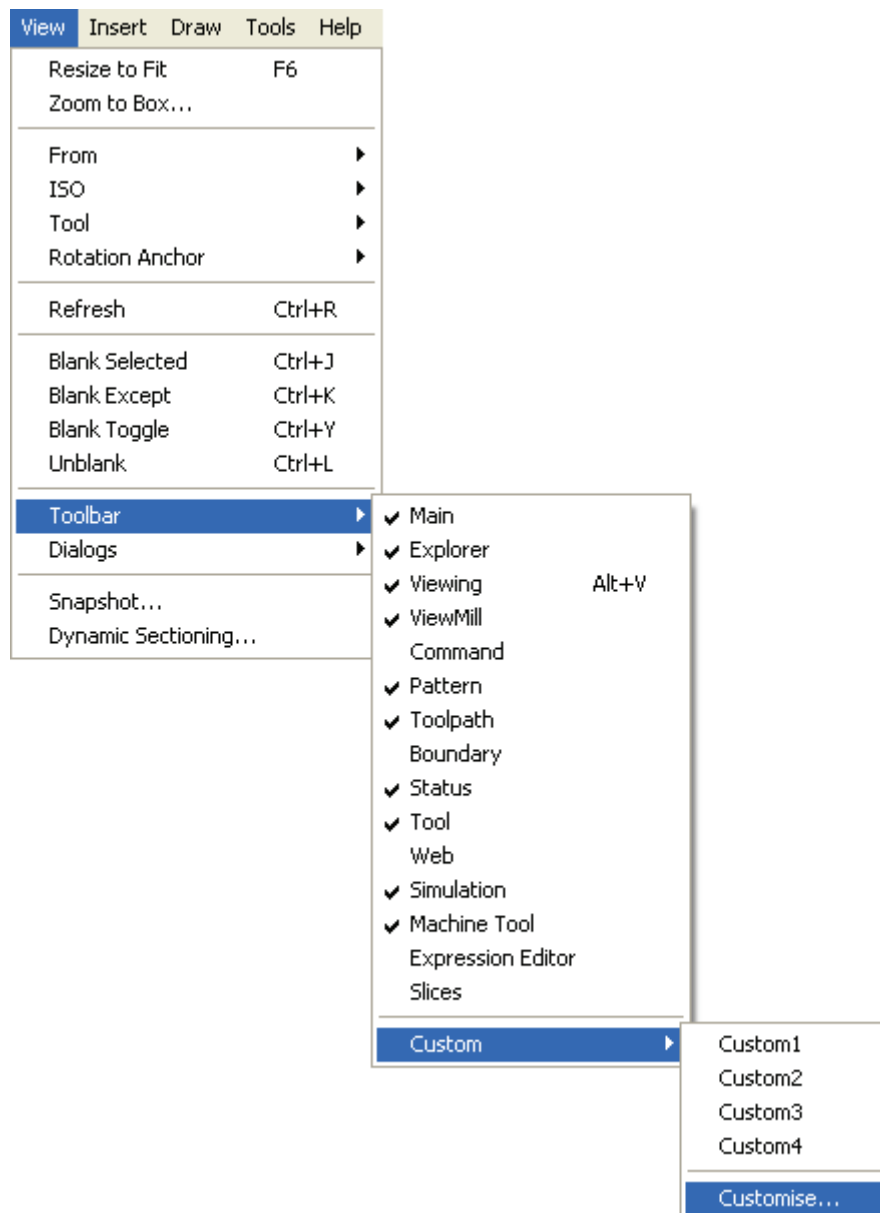 View Insert Draw Tools Help
Resize to Fit F6
Zoom to Box...
From
ISO
Tool
Rotation Anchor
Refresh Ctrl+R
Blank Selected Ctrl+J
Blank Except Ctrl+K
Blank Toggle Ctrl+Y
Unblank Ctrl+L
Toolbar
Dialogs
Snapshot...
Dynamic Sectioning...
Main
Explorer
Viewing Alt+V
ViewMill
Command
Pattern
Toolpath
Boundary
Status
Tool
Web
Simulation
Machine Tool
Expression Editor
Slices
Custom
Custom1
Custom2
Custom3
Custom4
Customise...